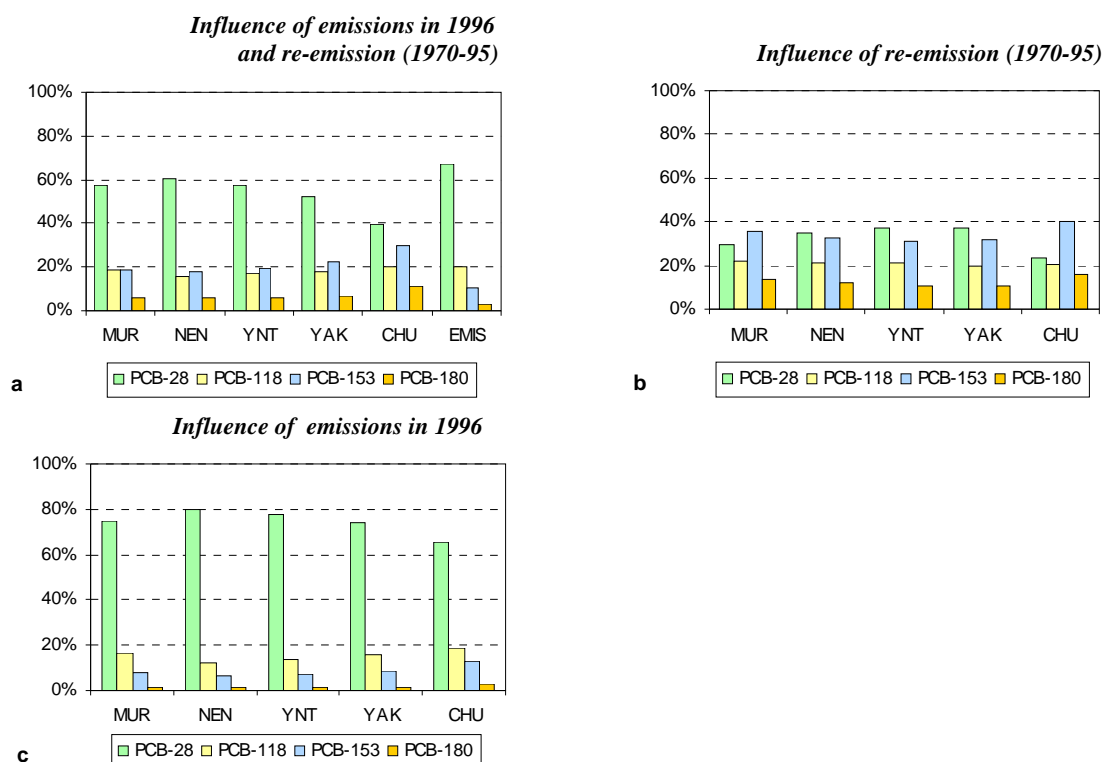 Influence of emissions in 1996
and re-emission (1970-95)
100%
80%
60%
40%
20%
0%
MUR NEN YNT YAK CHU EMIS
PCB-28 PCB-118 PCB-153 PCB-180
a
Influence of re-emission (1970-95)
100%
80%
60%
40%
20%
0%
MUR NEN YNT YAK CHU
PCB-28 PCB-118 PCB-153 PCB-180
b
Influence of emissions in 1996
100%
80%
60%
40%
20%
0%
MUR NEN YNT YAK CHU
PCB-28 PCB-118 PCB-153 PCB-180
c